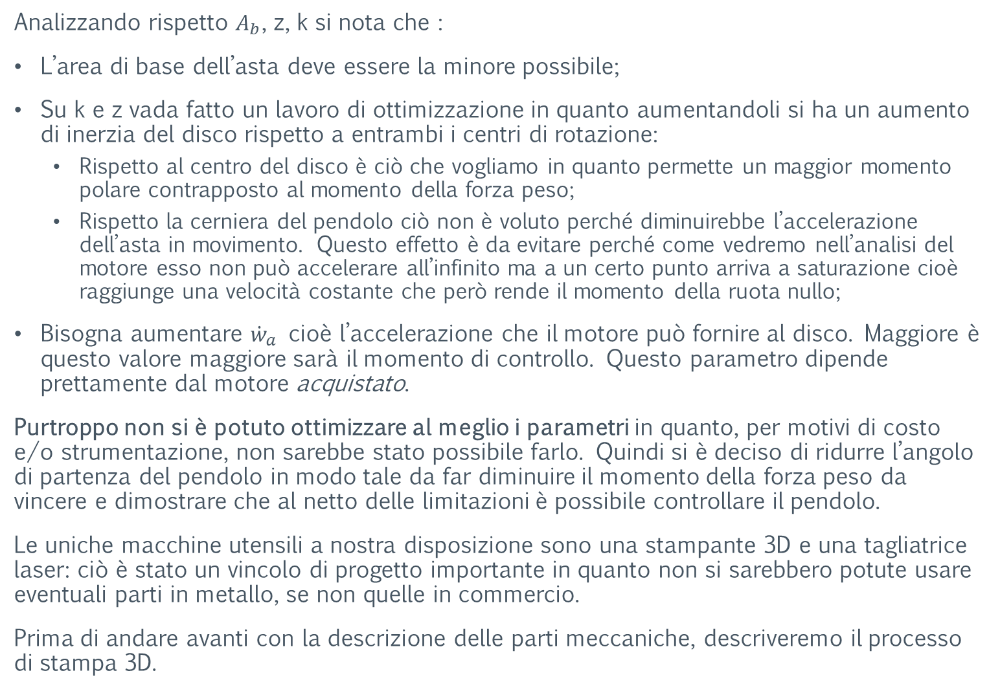 Analizzando rispetto A_b, z, k si nota che :
• L'area di base dell'asta deve essere la minore possibile;
• Su k e z vada fatto un lavoro di ottimizzazione in quanto aumentandoli si ha un aumento
di inerzia del disco rispetto a entrambi i centri di rotazione:
• Rispetto al centro del disco è ciò che vogliamo in quanto permette un maggior momento
polare contrapposto al momento della forza peso;
• Rispetto la cerniera del pendolo ciò non è voluto perché diminuirebbe l'accelerazione
dell'asta in movimento. Questo effetto è da evitare perché come vedremo nell'analisi del
motore esso non può accelerare all'infinito ma a un certo punto arriva a saturazione cioè
raggiunge una velocità costante che però rende il momento della ruota nullo;
• Bisogna aumentare ẇ_a cioè l'accelerazione che il motore può fornire al disco. Maggiore è
questo valore maggiore sarà il momento di controllo. Questo parametro dipende
prettamente dal motore acquistato.
Purtroppo non si è potuto ottimizzare al meglio i parametri in quanto, per motivi di costo
e/o strumentazione, non sarebbe stato possibile farlo. Quindi si è deciso di ridurre l'angolo
di partenza del pendolo in modo tale da far diminuire il momento della forza peso da
vincere e dimostrare che al netto delle limitazioni è possibile controllare il pendolo.
Le uniche macchine utensili a nostra disposizione sono una stampante 3D e una tagliatrice
laser: ciò è stato un vincolo di progetto importante in quanto non si sarebbero potute usare
eventuali parti in metallo, se non quelle in commercio.
Prima di andare avanti con la descrizione delle parti meccaniche, descriveremo il processo
di stampa 3D.